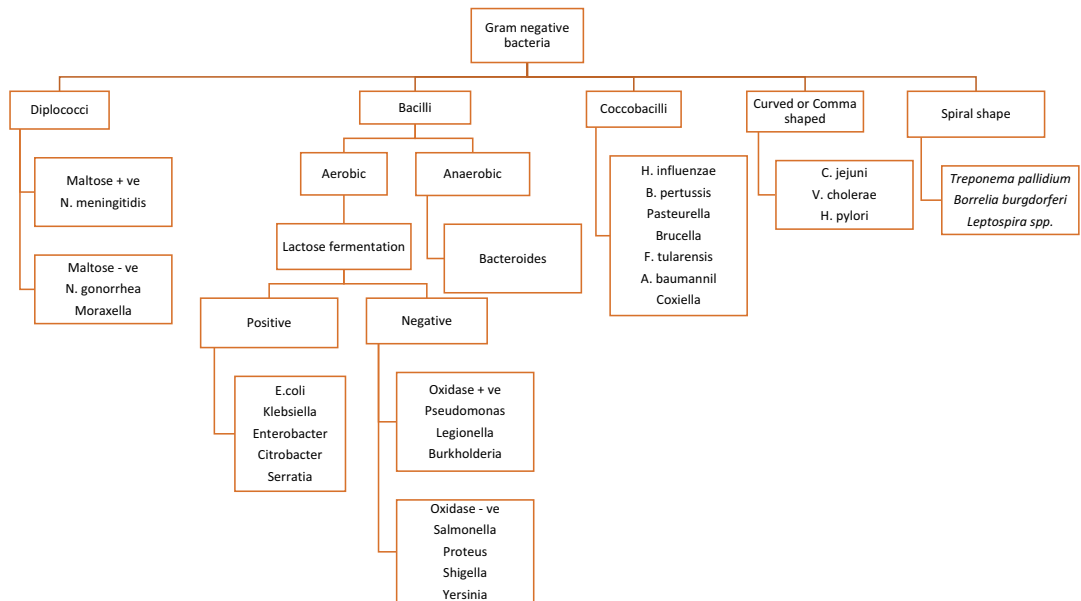 Gram negative
bacteria
Diplococci
Maltose + ve
N. meningitidis
Maltose - ve
N. gonorrhea
Moraxella
Bacilli
Aerobic
Lactose fermentation
Positive
E.coli
Klebsiella
Enterobacter
Citrobacter
Serratia
Negative
Oxidase + ve
Pseudomonas
Legionella
Burkholderia
Oxidase - ve
Salmonella
Proteus
Shigella
Yersinia
Anaerobic
Bacteroides
Coccobacilli
H. influenzae
B. pertussis
Pasteurella
Brucella
F. tularensis
A. baumannil
Coxiella
Curved or Comma
shaped
C. jejuni
V. cholerae
H. pylori
Spiral shape
Treponema pallidium
Borrelia burgdorferi
Leptospira spp.